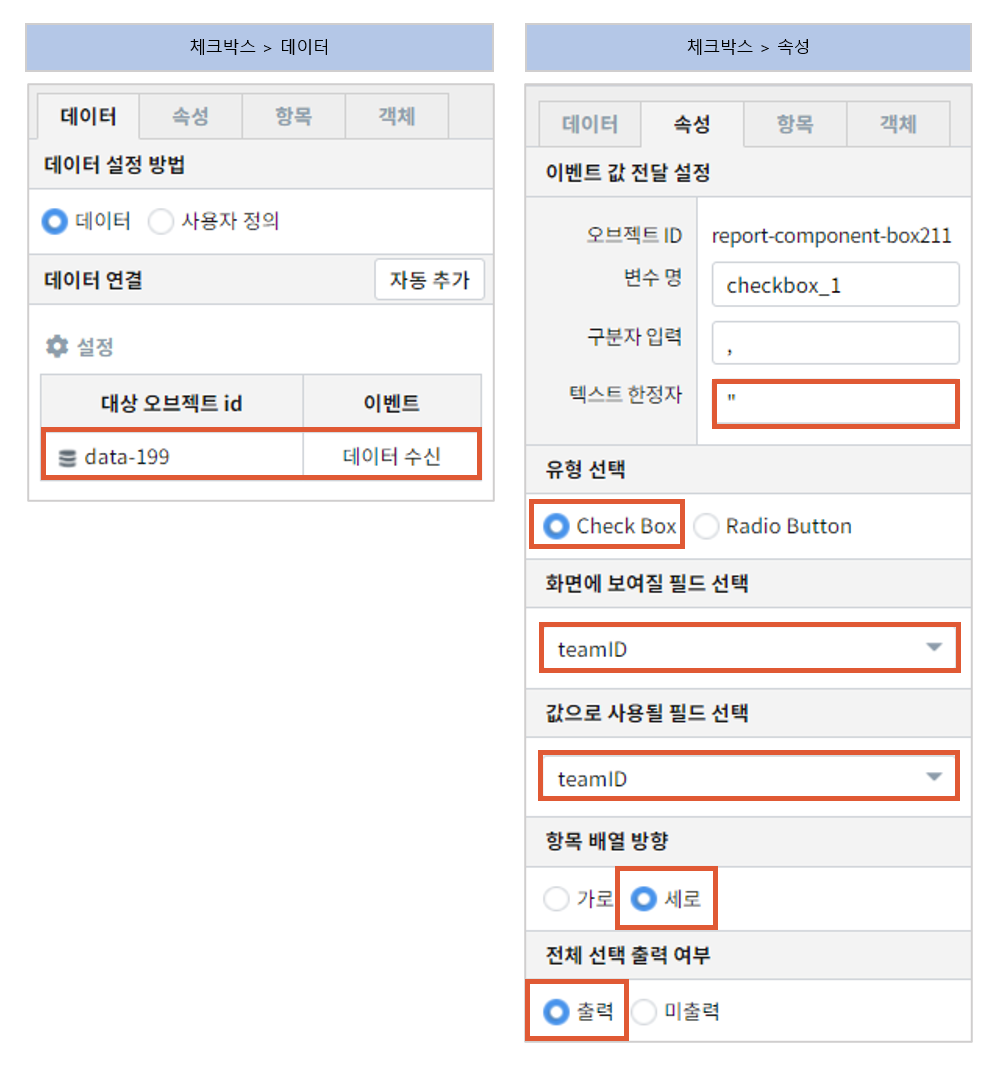 체크박스 > 데이터
데이터 속성 항목 객체
데이터 설정 방법
데이터 사용자 정의
데이터 연결 자동 추가
설정
대상 오브젝트 id 이벤트
data-199 데이터 수신
체크박스 > 속성
데이터 속성 항목 객체
이벤트 값 전달 설정
오브젝트 ID report-component-box211
변수 명 checkbox_1
구분자 입력 ,
텍스트 한정자 "
유형 선택
Check Box Radio Button
화면에 보여질 필드 선택
teamID
값으로 사용될 필드 선택
teamID
항목 배열 방향
가로 세로
전체 선택 출력 여부
출력 미출력